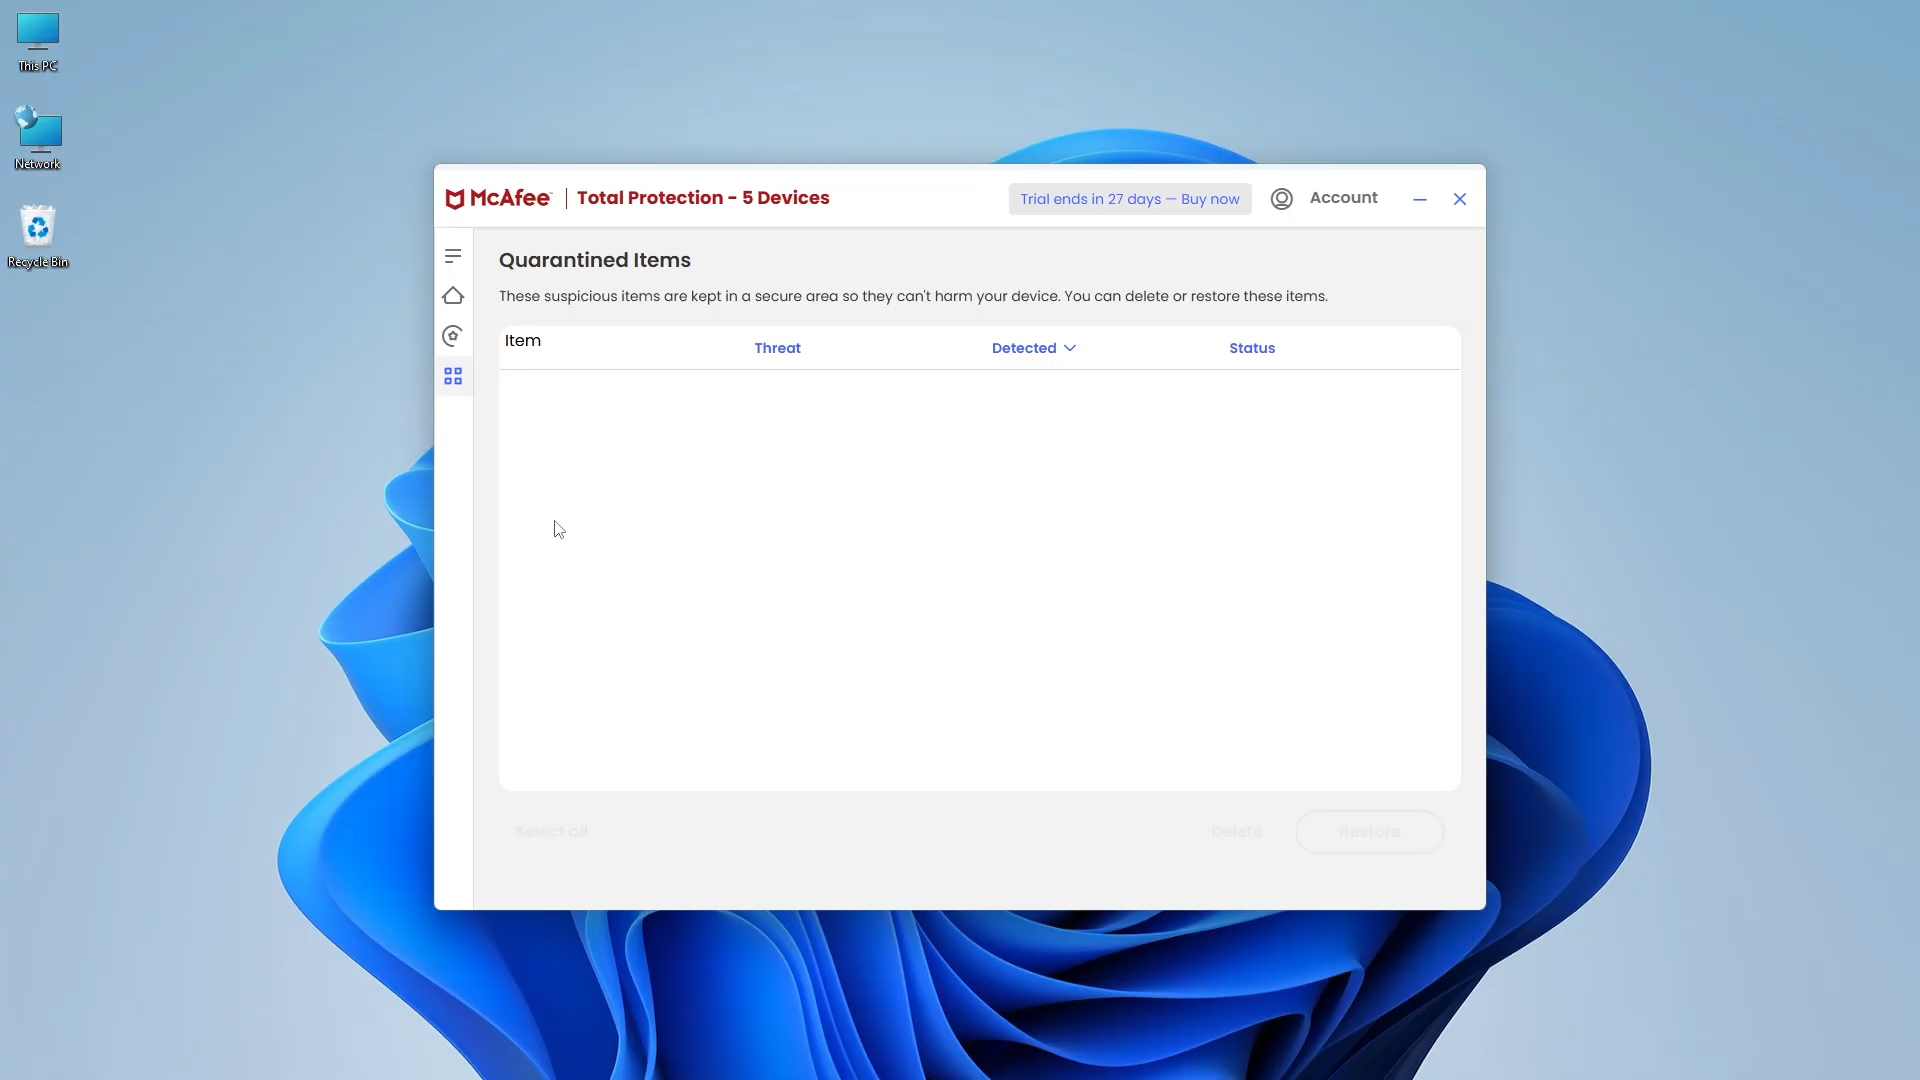 This PC
Network
Recycle Bin
McAfee™ | Total Protection - 5 Devices
Trial ends in 27 days — Buy now
Account
Quarantined Items
These suspicious items are kept in a secure area so they can't harm your device. You can delete or restore these items.
Item Threat Detected Status
Select all Delete Restore